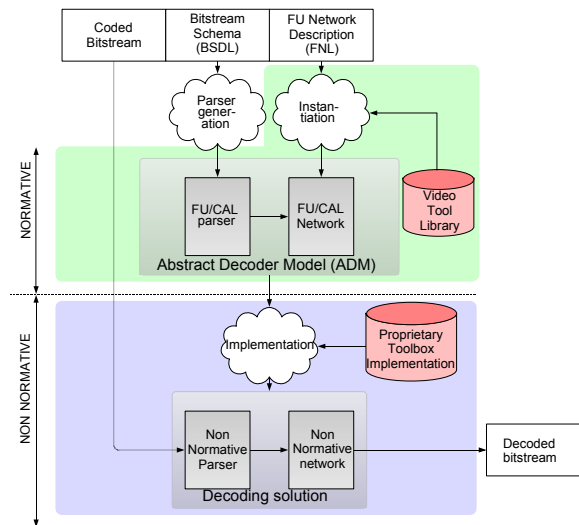 Coded
Bitstream
Bitstream
Schema
(BSDL)
FU Network
Description
(FNL)
Parser
gener-
ation
Instan-
tiation
NORMATIVE
FU/CAL
parser
FU/CAL
Network
Video
Tool
Library
Abstract Decoder Model (ADM)
NON NORMATIVE
Implementation
Proprietary
Toolbox
Implementation
Non
Normative
Parser
Non
Normative
network
Decoding solution
Decoded
bitstream